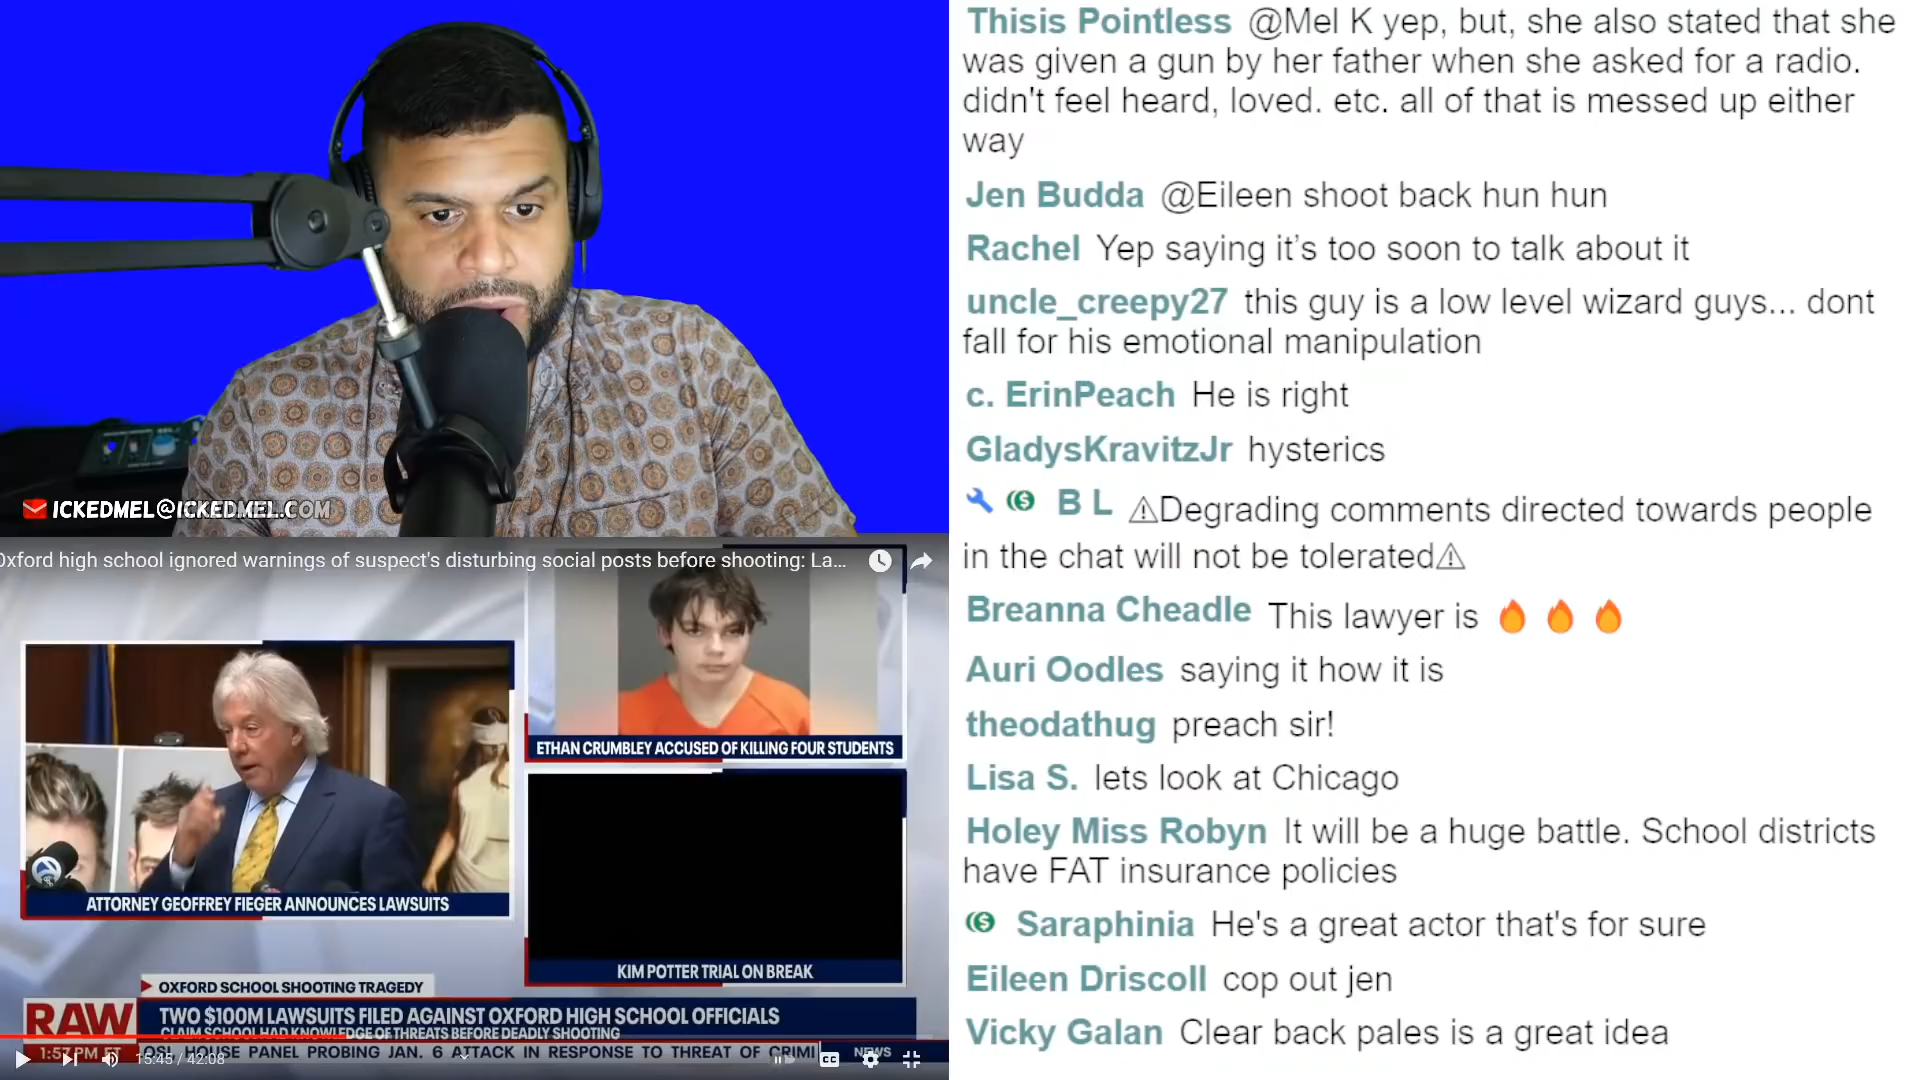 Thisis Pointless @Mel K yep, but, she also stated that she
was given a gun by her father when she asked for a radio.
didn't feel heard, loved. etc. all of that is messed up either
way
Jen Budda @Eileen shoot back hun hun
Rachel Yep saying it’s too soon to talk about it
uncle_creepy27 this guy is a low level wizard guys... dont
fall for his emotional manipulation
c. ErinPeach He is right
GladysKravitzJr hysterics
B L ⚠Degrading comments directed towards people
in the chat will not be tolerated⚠
Breanna Cheadle This lawyer is 🔥 🔥 🔥
Auri Oodles saying it how it is
theodathug preach sir!
Lisa S. lets look at Chicago
Holey Miss Robyn It will be a huge battle. School districts
have FAT insurance policies
Saraphinia He's a great actor that's for sure
Eileen Driscoll cop out jen
Vicky Galan Clear back pales is a great idea
ICKEDMEL@ICKEDMEL.COM
Oxford high school ignored warnings of suspect's disturbing social posts before shooting: La...
ETHAN CRUMBLEY ACCUSED OF KILLING FOUR STUDENTS
ATTORNEY GEOFFREY FIEGER ANNOUNCES LAWSUITS
KIM POTTER TRIAL ON BREAK
OXFORD SCHOOL SHOOTING TRAGEDY
RAW
TWO $100M LAWSUITS FILED AGAINST OXFORD HIGH SCHOOL OFFICIALS
CLAIM SCHOOL HAD KNOWLEDGE OF THREATS BEFORE DEADLY SHOOTING
1:57 PM ET
HOUSE PANEL PROBING JAN. 6 ATTACK IN RESPONSE TO THREAT OF CRIMI
NEWS
15:45 / 42:08
CC